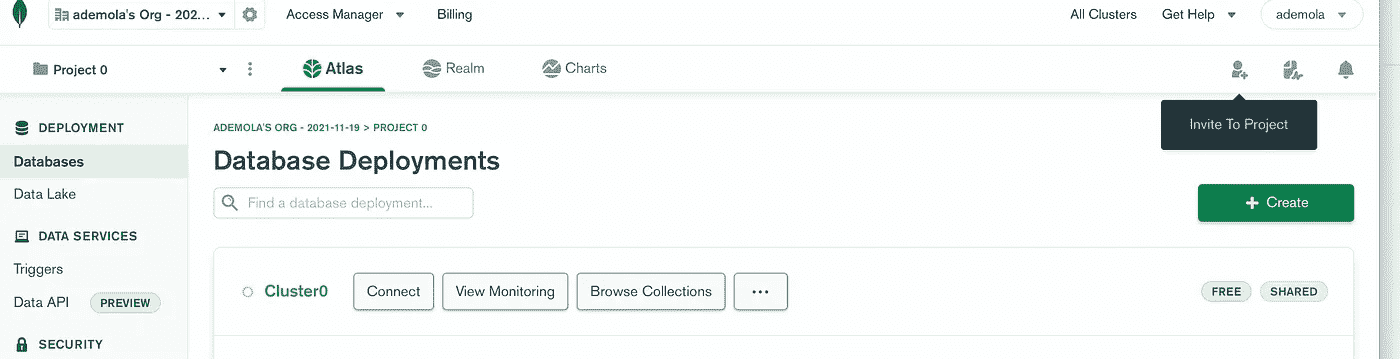 ademola's Org - 202...
Access Manager
Billing
All Clusters
Get Help
ademola
Project 0
Atlas
Realm
Charts
Invite To Project
DEPLOYMENT
Databases
Data Lake
DATA SERVICES
Triggers
Data API PREVIEW
SECURITY
ADEMOLA'S ORG - 2021-11-19 > PROJECT 0
Database Deployments
Find a database deployment...
+ Create
Cluster0
Connect
View Monitoring
Browse Collections
...
FREE
SHARED